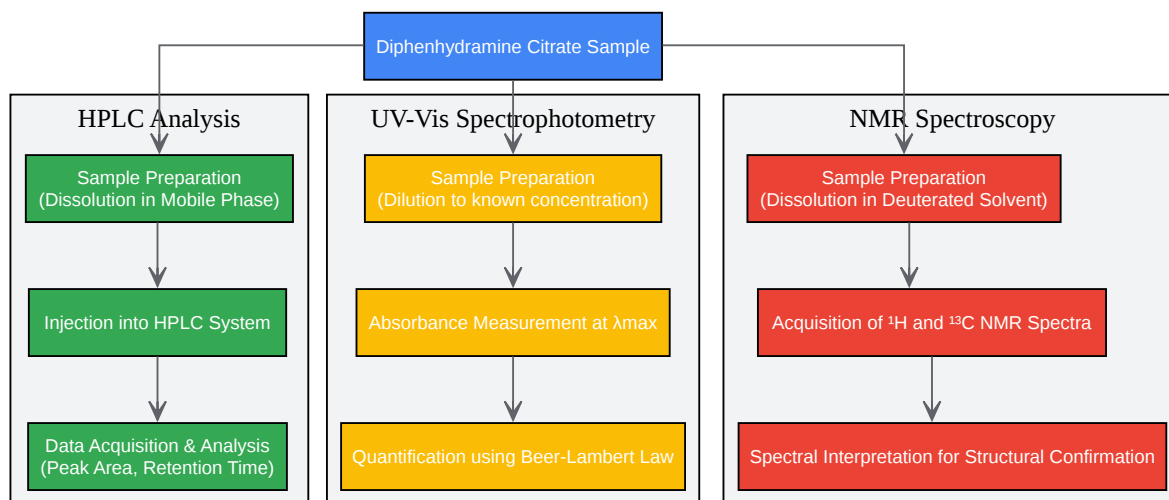 Diphenhydramine Citrate Sample
HPLC Analysis
Sample Preparation
(Dissolution in Mobile Phase)
Injection into HPLC System
Data Acquisition & Analysis
(Peak Area, Retention Time)
UV-Vis Spectrophotometry
Sample Preparation
(Dilution to known concentration)
Absorbance Measurement at λmax
Quantification using Beer-Lambert Law
NMR Spectroscopy
Sample Preparation
(Dissolution in Deuterated Solvent)
Acquisition of ¹H and ¹³C NMR Spectra
Spectral Interpretation for Structural Confirmation